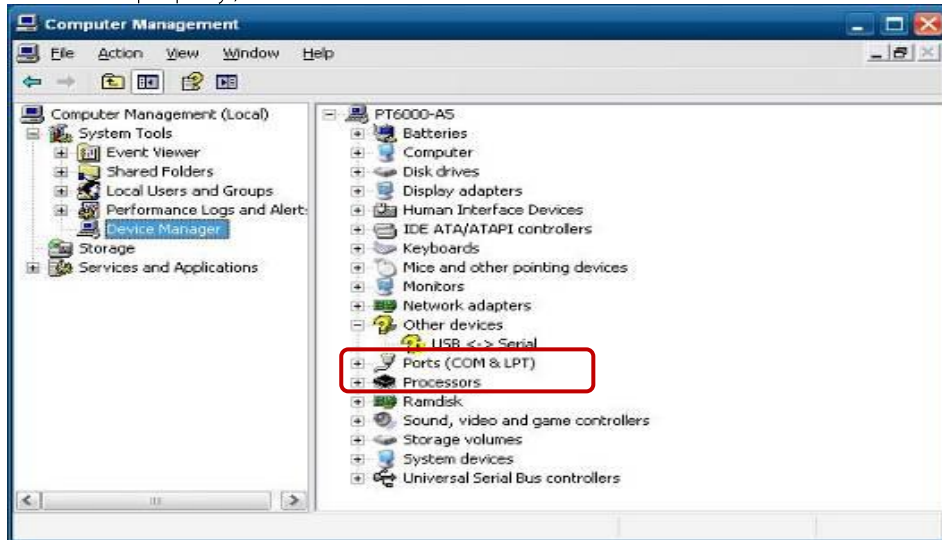 Computer Management
File Action View Window Help
Computer Management (Local)
System Tools
Event Viewer
Shared Folders
Local Users and Groups
Performance Logs and Alert
Device Manager
Storage
Services and Applications
PT6000-A5
Batteries
Computer
Disk drives
Display adapters
Human Interface Devices
IDE ATA/ATAPI controllers
Keyboards
Mice and other pointing devices
Monitors
Network adapters
Other devices
USB <-> Serial
Ports (COM & LPT)
Processors
Ramdisk
Sound, video and game controllers
Storage volumes
System devices
Universal Serial Bus controllers